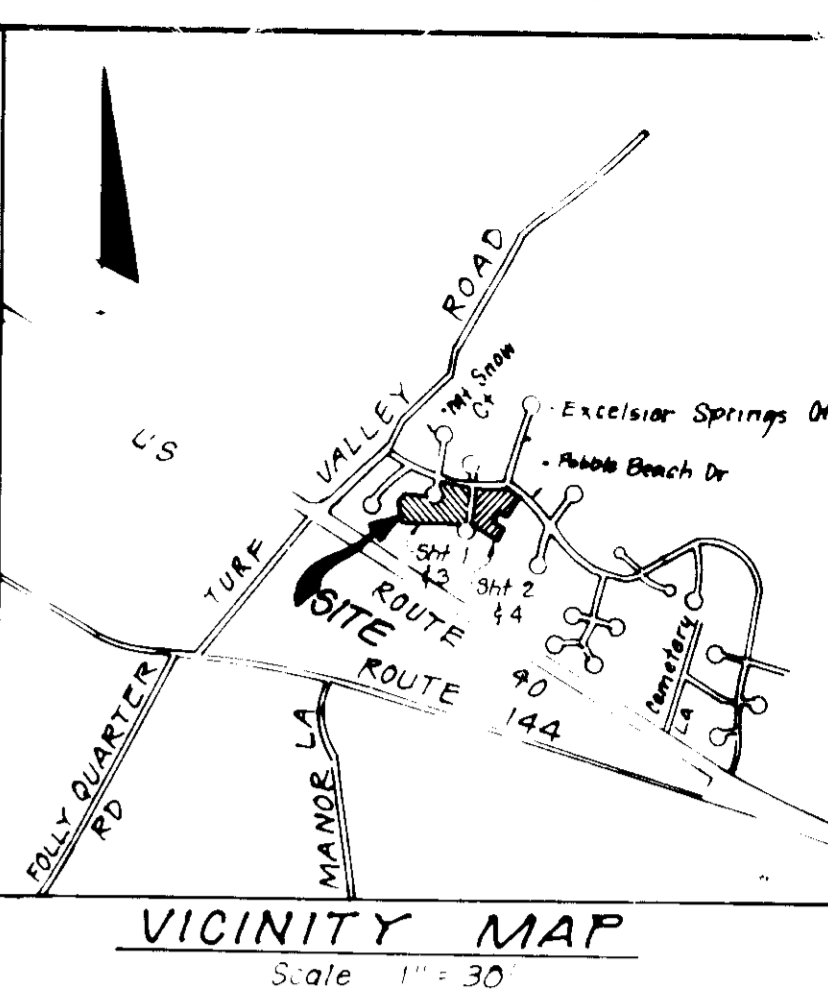 ROAD
VALLEY
TURF
Mt Snow
Ct
Excelsior Springs
Pebble Beach Dr
U'S
Sht 1
&3
Sht 2
&4
SITE
ROUTE
40
ROUTE
144
Cemetery
La
FOLLY QUARTER
RD
MANOR LA
VICINITY MAP
Scale 1" = 30'